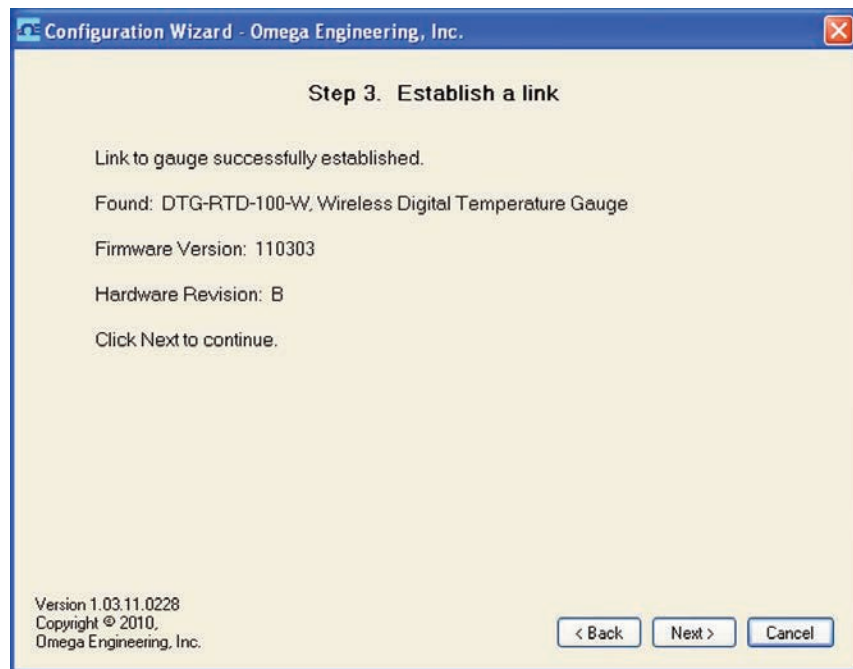 Configuration Wizard - Omega Engineering, Inc.
Step 3. Establish a link
Link to gauge successfully established.
Found: DTG-RTD-100-W, Wireless Digital Temperature Gauge
Firmware Version: 110303
Hardware Revision: B
Click Next to continue.
Version 1.03.11.0228
Copyright © 2010,
Omega Engineering, Inc.
< Back
Next >
Cancel